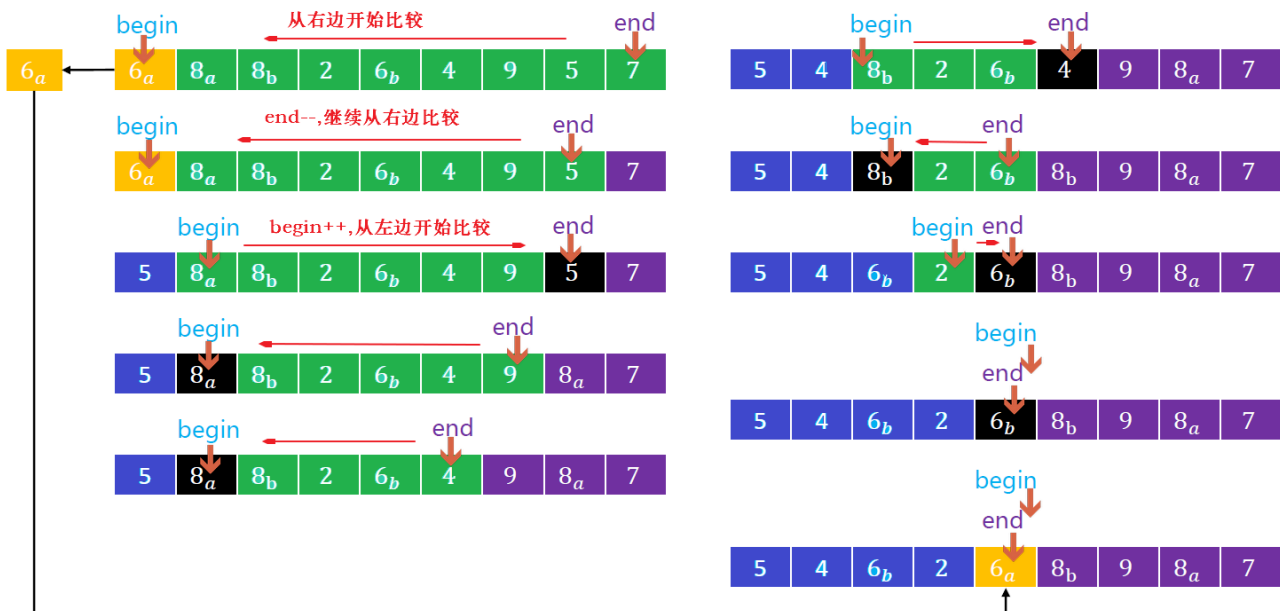 begin 从右边开始比较 end
6a 6a 8a 8b 2 6b 4 9 5 7
begin end--,继续从右边比较 end
6a 8a 8b 2 6b 4 9 5 7
begin begin++,从左边开始比较 end
5 8a 8b 2 6b 4 9 5 7
begin end
5 8a 8b 2 6b 4 9 8a 7
begin end
5 8a 8b 2 6b 4 9 8a 7
begin end
5 4 8b 2 6b 4 9 8a 7
begin end
5 4 8b 2 6b 8b 9 8a 7
begin end
5 4 6b 2 6b 8b 9 8a 7
begin
end
5 4 6b 2 6b 8b 9 8a 7
begin
end
5 4 6b 2 6a 8b 9 8a 7